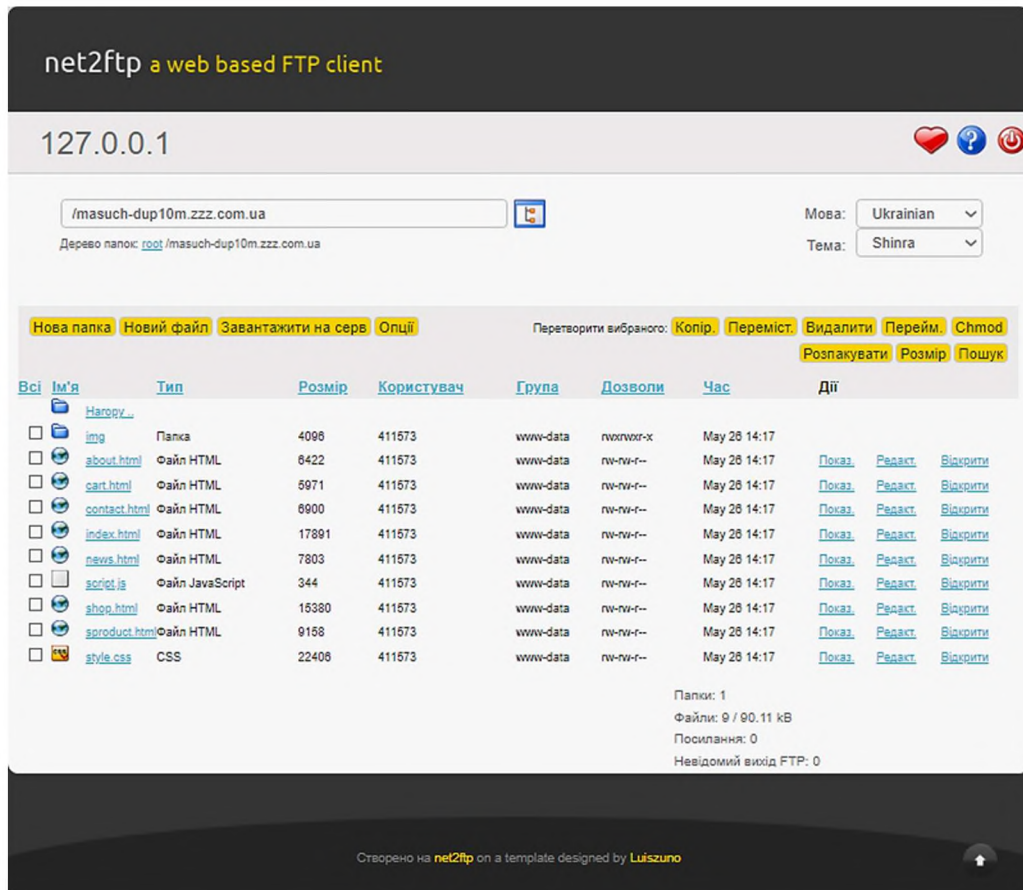 net2ftp a web based FTP client
127.0.0.1
/masuch-dup10m.zzz.com.ua
Мова: Ukrainian
Дерево папок: root /masuch-dup10m.zzz.com.ua
Тема: Shinra
Нова папка Новий файл Завантажити на серв Опції Перетворити вибраного: Копір. Переміст. Видалити Перейм. Chmod
Розпакувати Розмір Пошук
Всі Ім'я Тип Розмір Користувач Група Дозволи Час Дії
Нагору ..
img Папка 4096 411573 www-data rwxrwxr-x May 26 14:17
about.html Файл HTML 6422 411573 www-data rw-rw-r-- May 26 14:17 Показ. Редакт. Відкрити
cart.html Файл HTML 5971 411573 www-data rw-rw-r-- May 26 14:17 Показ. Редакт. Відкрити
contact.html Файл HTML 6900 411573 www-data rw-rw-r-- May 26 14:17 Показ. Редакт. Відкрити
index.html Файл HTML 17891 411573 www-data rw-rw-r-- May 26 14:17 Показ. Редакт. Відкрити
news.html Файл HTML 7803 411573 www-data rw-rw-r-- May 26 14:17 Показ. Редакт. Відкрити
script.js Файл JavaScript 344 411573 www-data rw-rw-r-- May 26 14:17 Показ. Редакт. Відкрити
shop.html Файл HTML 15380 411573 www-data rw-rw-r-- May 26 14:17 Показ. Редакт. Відкрити
sproduct.html Файл HTML 9158 411573 www-data rw-rw-r-- May 26 14:17 Показ. Редакт. Відкрити
style.css CSS 22406 411573 www-data rw-rw-r-- May 26 14:17 Показ. Редакт. Відкрити
Папки: 1
Файли: 9 / 90.11 kB
Посилання: 0
Невідомий вихід FTP: 0
Створено на net2ftp on a template designed by Luiszuno